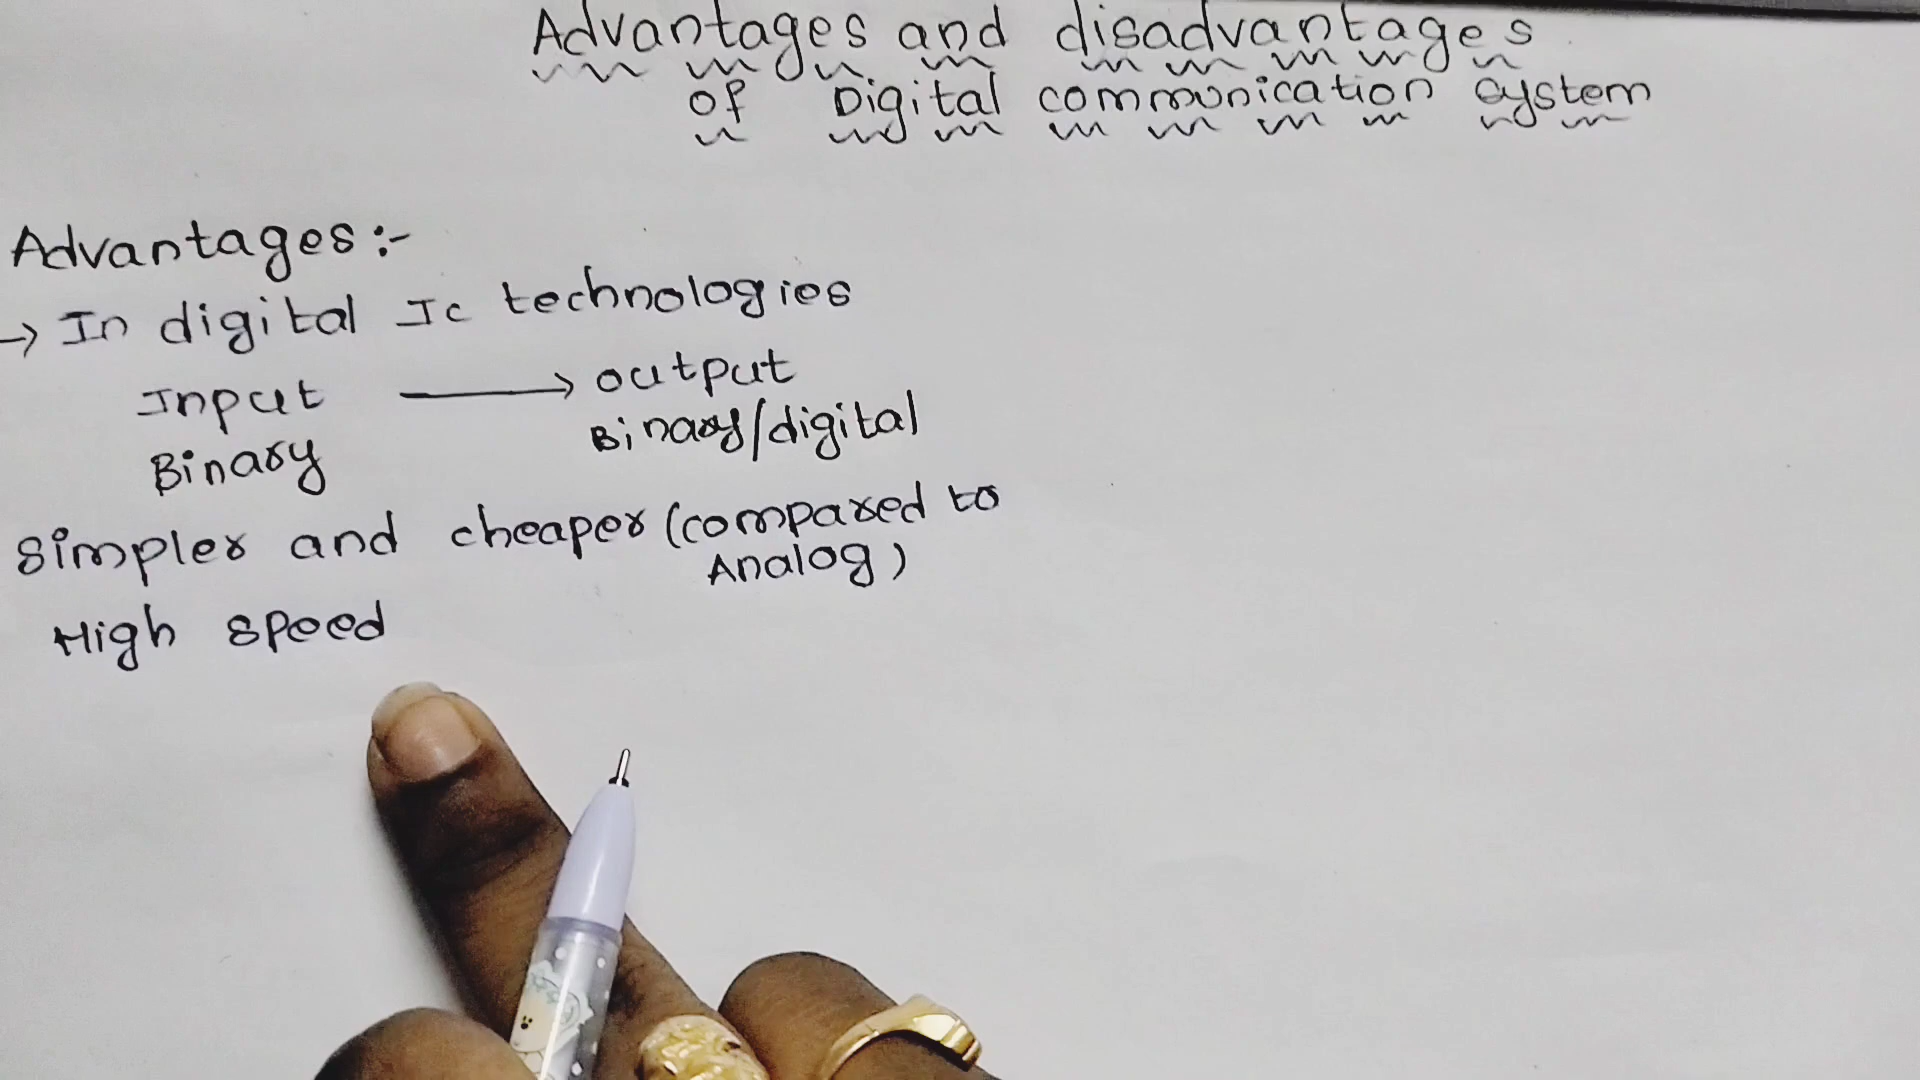 Advantages and disadvantages
of Digital communication system
Advantages:-
→ In digital Ic technologies
Input → output
Binary Binary/digital
Simpler and cheaper (compared to
Analog)
High speed